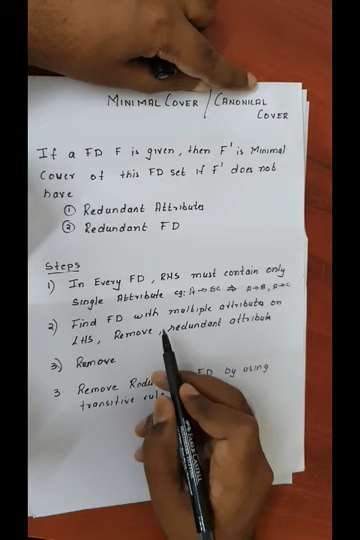 MINIMAL COVER / CANONICAL
COVER
If a FD F is given, then F' is Minimal
Cover of this FD set if F' does not
have
① Redundant Attribute
② Redundant FD
Steps
1) In Every FD, RHS must contain only
Single Attribute eg: A → BC ⇒ A→B, A→C
2) Find FD with multiple attributes on
LHS, Remove redundant attribute
3) Remove
3 Remove FD by using
transitive